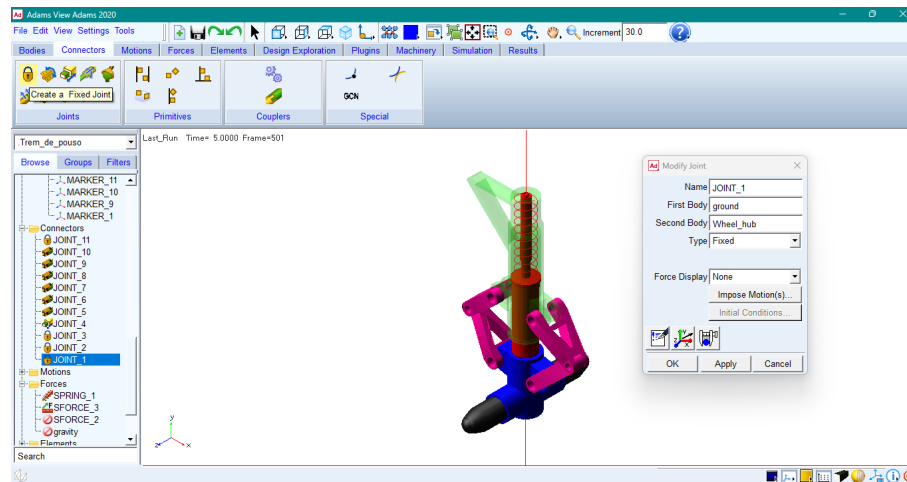 Ad Adams View Adams 2020
File Edit View Settings Tools
Increment 30.0
Bodies Connectors Motions Forces Elements Design Exploration Plugins Machinery Simulation Results
Create a Fixed Joint
GCN
Joints Primitives Couplers Special
.Trem_de_pouso
Browse Groups Filters
MARKER_11
MARKER_10
MARKER_9
MARKER_1
Connectors
JOINT_11
JOINT_10
JOINT_9
JOINT_8
JOINT_7
JOINT_6
JOINT_5
JOINT_4
JOINT_3
JOINT_2
JOINT_1
Motions
Forces
SPRING_1
SFORCE_3
SFORCE_2
gravity
Elements
Search
Last_Run Time= 5.0000 Frame=501
y
z x
Ad Modify Joint
Name JOINT_1
First Body ground
Second Body Wheel_hub
Type Fixed
Force Display None
Impose Motion(s)...
Initial Conditions...
OK Apply Cancel